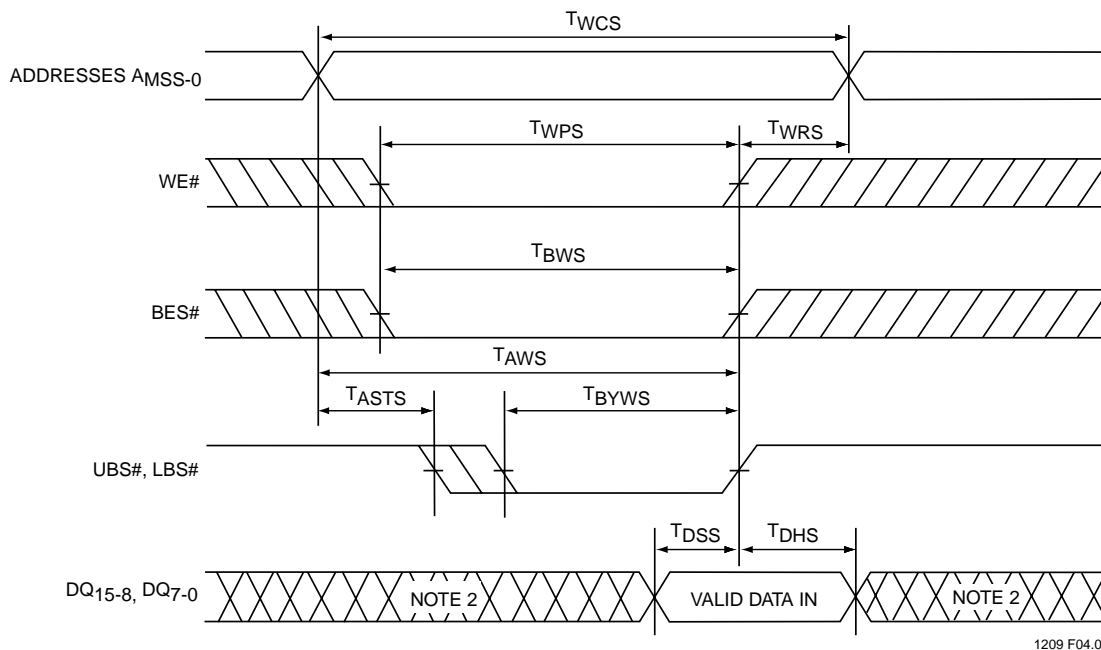 TWCS
ADDRESSES AMSS-0
TWPS
TWRS
WE#
TBWS
BES#
TAWS
TASTS
TBYWS
UBS#, LBS#
TDSS
TDHS
DQ15-8, DQ7-0
NOTE 2
VALID DATA IN
NOTE 2
1209 F04.0